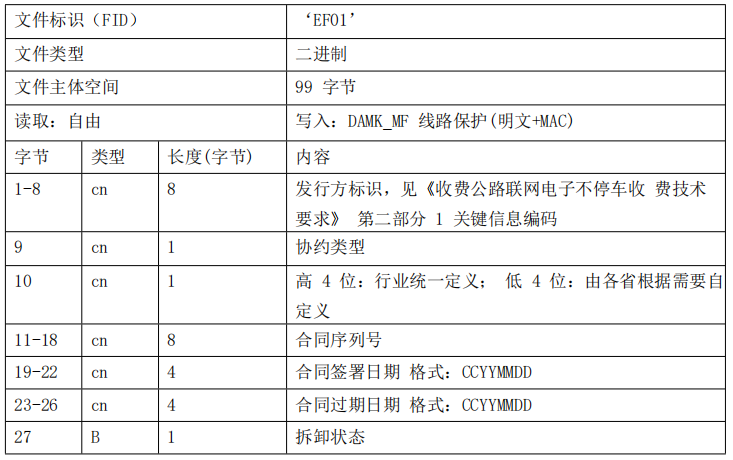 文件标识（FID） ‘EF01’
文件类型 二进制
文件主体空间 99 字节
读取：自由 写入：DAMK_MF 线路保护(明文+MAC)
字节 类型 长度(字节) 内容
1-8 cn 8 发行方标识，见《收费公路联网电子不停车收 费技术
要求》 第二部分 1 关键信息编码
9 cn 1 协约类型
10 cn 1 高 4 位：行业统一定义； 低 4 位：由各省根据需要自
定义
11-18 cn 8 合同序列号
19-22 cn 4 合同签署日期 格式：CCYYMMDD
23-26 cn 4 合同过期日期 格式：CCYYMMDD
27 B 1 拆卸状态